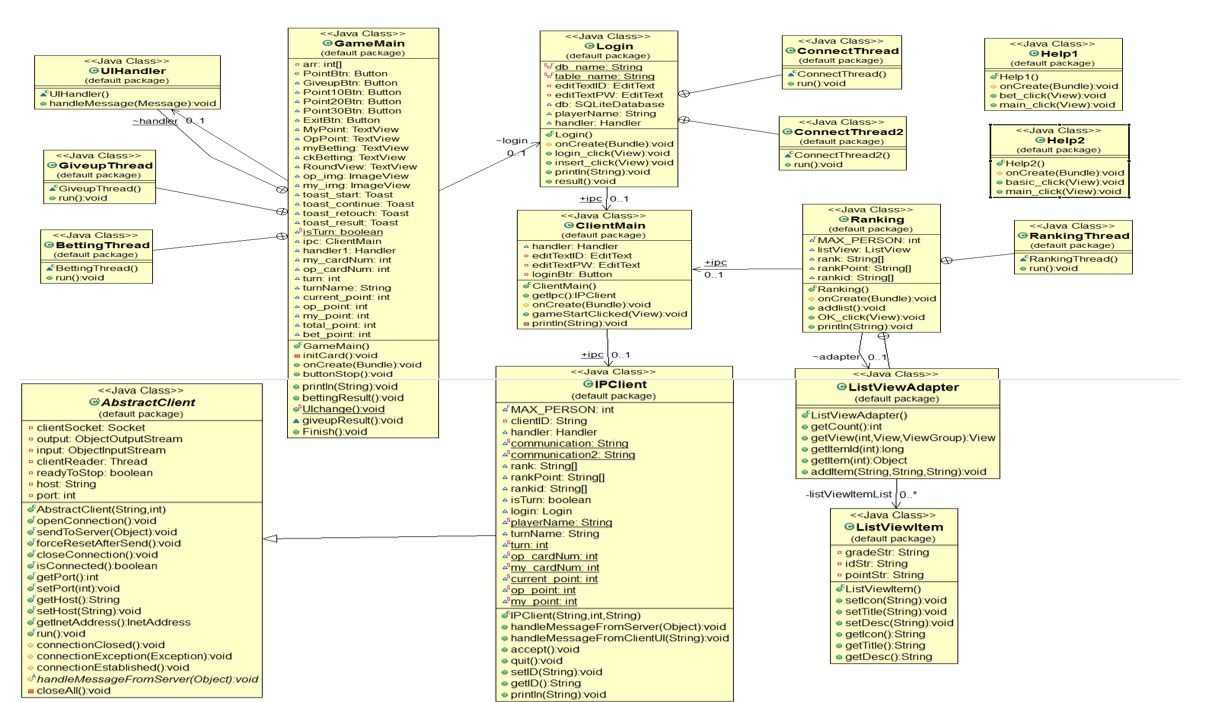 <<Java Class>>
UIHandler
(default package)
UIHandler()
handleMessage(Message):void
~handler 0..1
<<Java Class>>
GiveupThread
(default package)
GiveupThread()
run():void
<<Java Class>>
BettingThread
(default package)
BettingThread()
run():void
<<Java Class>>
GameMain
(default package)
arr: int[]
PointBtn: Button
GiveupBtn: Button
Point10Btn: Button
Point20Btn: Button
Point30Btn: Button
ExitBtn: Button
MyPoint: TextView
OpPoint: TextView
myBetting: TextView
ckBetting: TextView
RoundView: TextView
op_img: ImageView
my_img: ImageView
toast_start: Toast
toast_continue: Toast
toast_retouch: Toast
toast_result: Toast
isTurn: boolean
ipc: ClientMain
handler1: Handler
my_cardNum: int
op_cardNum: int
turn: int
turnName: String
current_point: int
op_point: int
my_point: int
total_point: int
bet_point: int
GameMain()
initCard():void
onCreate(Bundle):void
buttonStop():void
println(String):void
bettingResult():void
UIchange():void
giveupResult():void
Finish():void
~login
0..1
<<Java Class>>
Login
(default package)
db_name: String
table_name: String
editTextID: EditText
editTextPW: EditText
db: SQLiteDatabase
playerName: String
handler: Handler
Login()
onCreate(Bundle):void
login_click(View):void
insert_click(View):void
println(String):void
result():void
+ipc 0..1
<<Java Class>>
ConnectThread
(default package)
ConnectThread()
run():void
<<Java Class>>
ConnectThread2
(default package)
ConnectThread2()
run():void
<<Java Class>>
Help1
(default package)
Help1()
onCreate(Bundle):void
bet_click(View):void
main_click(View):void
<<Java Class>>
Help2
(default package)
Help2()
onCreate(Bundle):void
basic_click(View):void
main_click(View):void
<<Java Class>>
ClientMain
(default package)
handler: Handler
editTextID: EditText
editTextPW: EditText
loginBtr: Button
ClientMain()
getIpc():IPClient
onCreate(Bundle):void
gameStartClicked(View):void
println(String):void
+ipc
0..1
+ipc 0..1
<<Java Class>>
Ranking
(default package)
MAX_PERSON: int
listView: ListView
rank: String[]
rankPoint: String[]
rankid: String[]
Ranking()
onCreate(Bundle):void
addlist():void
OK_click(View):void
println(String):void
~adapter 0..1
<<Java Class>>
RankingThread
(default package)
RankingThread()
run():void
<<Java Class>>
AbstractClient
(default package)
clientSocket: Socket
output: ObjectOutputStream
input: ObjectInputStream
clientReader: Thread
readyToStop: boolean
host: String
port: int
AbstractClient(String,int)
openConnection():void
sendToServer(Object):void
forceResetAfterSend():void
closeConnection():void
isConnected():boolean
getPort():int
setPort(int):void
getHost():String
setHost(String):void
getInetAddress():InetAddress
run():void
connectionClosed():void
connectionException(Exception):void
connectionEstablished():void
handleMessageFromServer(Object):void
closeAll():void
<<Java Class>>
IPClient
(default package)
MAX_PERSON: int
clientID: String
handler: Handler
communication: String
communication2: String
rank: String[]
rankPoint: String[]
rankid: String[]
isTurn: boolean
login: Login
playerName: String
turnName: String
turn: int
op_cardNum: int
my_cardNum: int
current_point: int
op_point: int
my_point: int
IPClient(String,int,String)
handleMessageFromServer(Object):void
handleMessageFromClientUI(String):void
accept():void
quit():void
setID(String):void
getID():String
println(String):void
<<Java Class>>
ListViewAdapter
(default package)
ListViewAdapter()
getCount():int
getView(int,View,ViewGroup):View
getItemId(int):long
getItem(int):Object
addItem(String,String,String):void
-listViewItemList 0..*
<<Java Class>>
ListViewItem
(default package)
gradeStr: String
idStr: String
pointStr: String
ListViewItem()
setIcon(String):void
setTitle(String):void
setDesc(String):void
getIcon():String
getTitle():String
getDesc():String